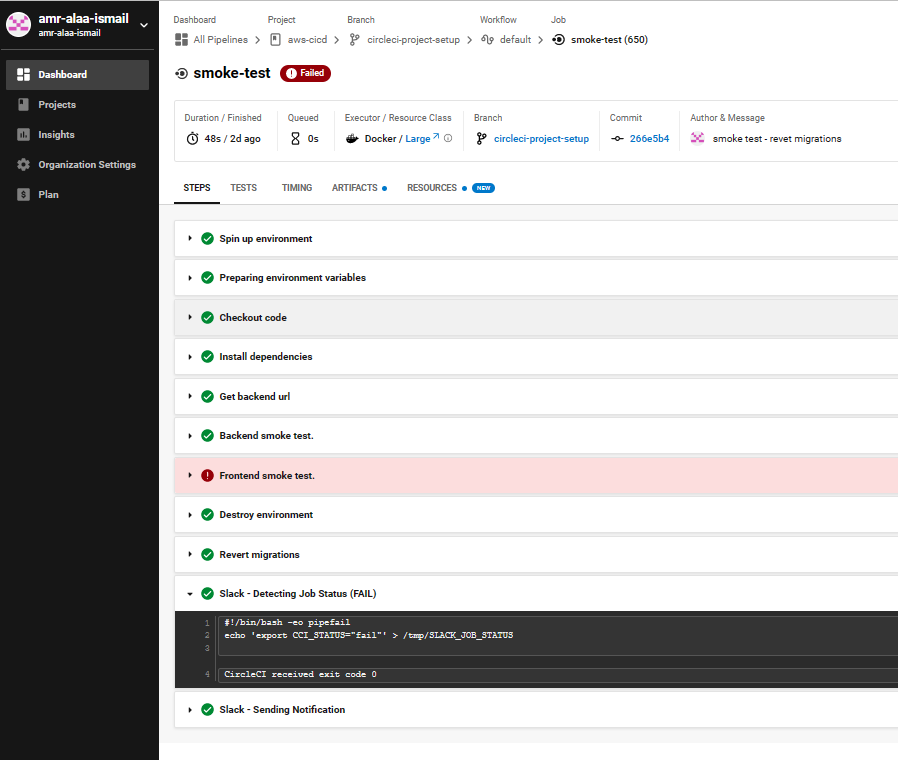 amr-alaa-ismail
amr-alaa-ismail
Dashboard
Projects
Insights
Organization Settings
Plan
Dashboard Project Branch Workflow Job
All Pipelines aws-cicd circleci-project-setup default smoke-test (650)
smoke-test Failed
Duration / Finished Queued Executor / Resource Class Branch Commit Author & Message
48s / 2d ago 0s Docker / Large circleci-project-setup 266e5b4 smoke test - revet migrations
STEPS TESTS TIMING ARTIFACTS RESOURCES NEW
Spin up environment
Preparing environment variables
Checkout code
Install dependencies
Get backend url
Backend smoke test.
Frontend smoke test.
Destroy environment
Revert migrations
Slack - Detecting Job Status (FAIL)
1 #!/bin/bash -eo pipefail
2 echo 'export CCI_STATUS="fail"' > /tmp/SLACK_JOB_STATUS
3
4 CircleCI received exit code 0
Slack - Sending Notification